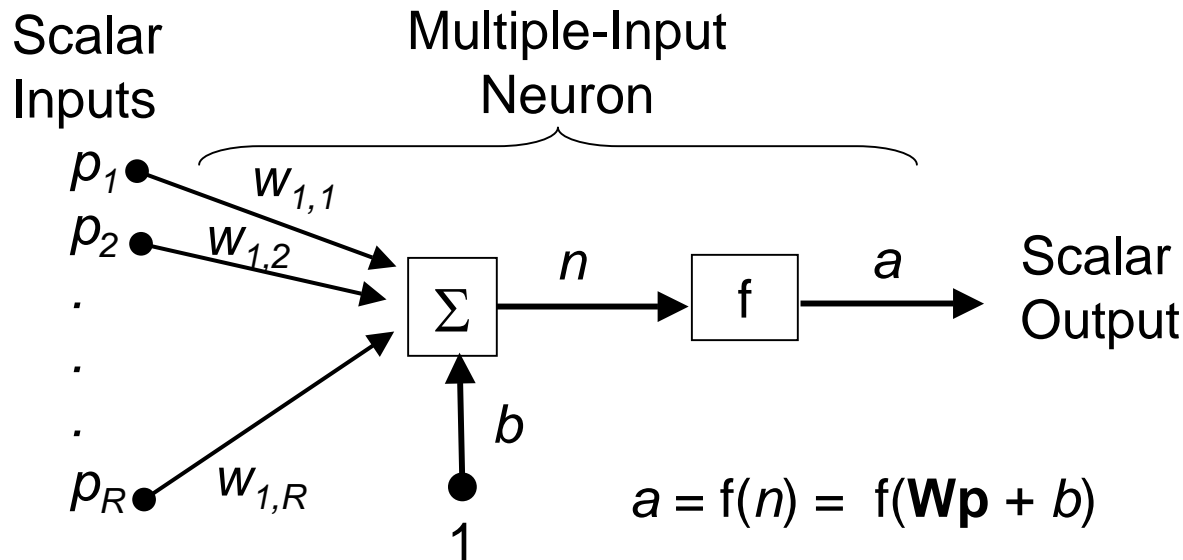 Scalar
Inputs
Multiple-Input
Neuron
p1
w1,1
p2
w1,2
.
.
.
pR
w1,R
Σ
n
f
a
Scalar
Output
b
1
a = f(n) = f(Wp + b)